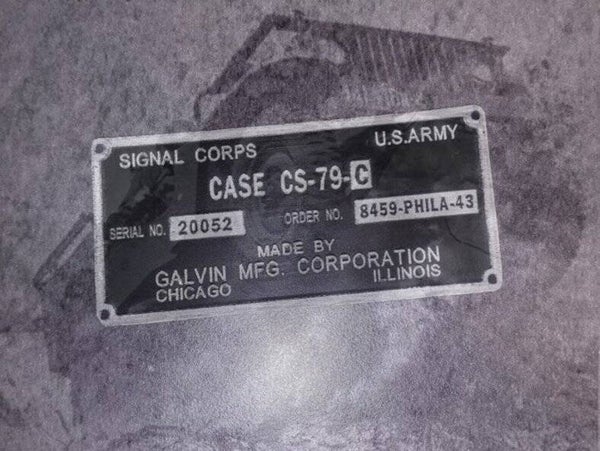 SIGNAL CORPS U.S.ARMY
CASE CS-79-C
SERIAL NO. 20052 ORDER NO. 8459-PHILA-43
MADE BY
GALVIN MFG. CORPORATION
CHICAGO ILLINOIS